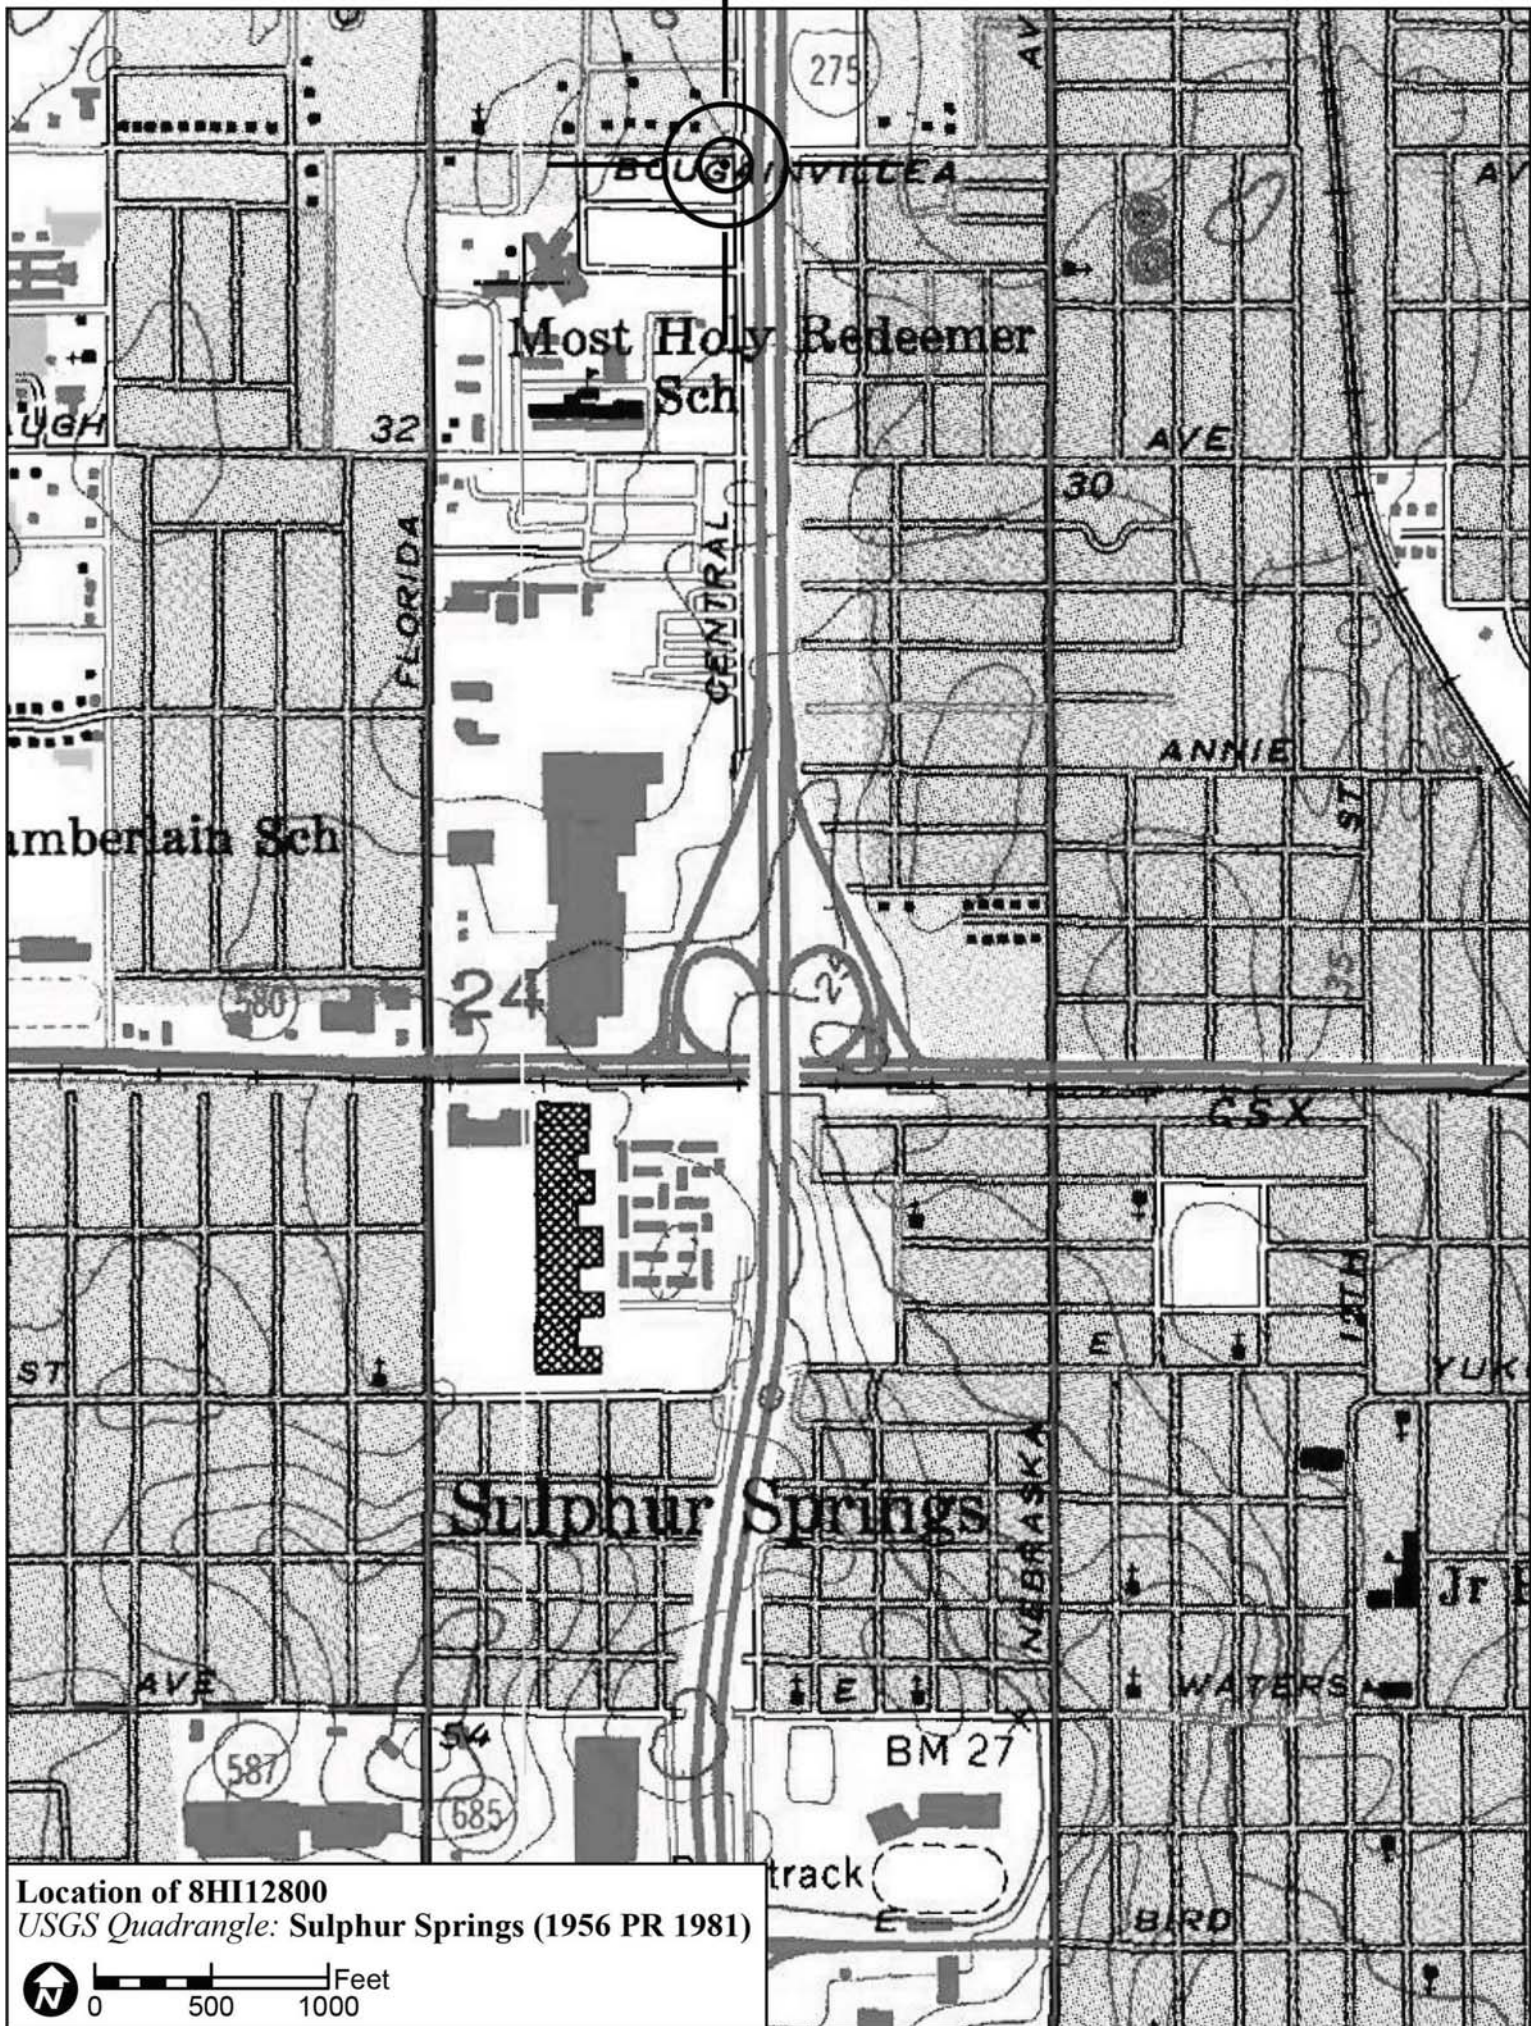 AV
275
BOUGAINVILLEA
AV
Most Holy Redeemer
Sch
UGH
32
AVE
30
FLORIDA
CENTRAL
ANNIE
ST
amberlain Sch
24
29
35
580
CSX
12TH
E
ST
YUK
Sulphur Springs
NEBRASKA
Jr
AVE
E
WATERS
54
BM 27
587
685
track
E
BIRD
Location of 8HI12800
USGS Quadrangle: Sulphur Springs (1956 PR 1981)
N
Feet
0 500 1000